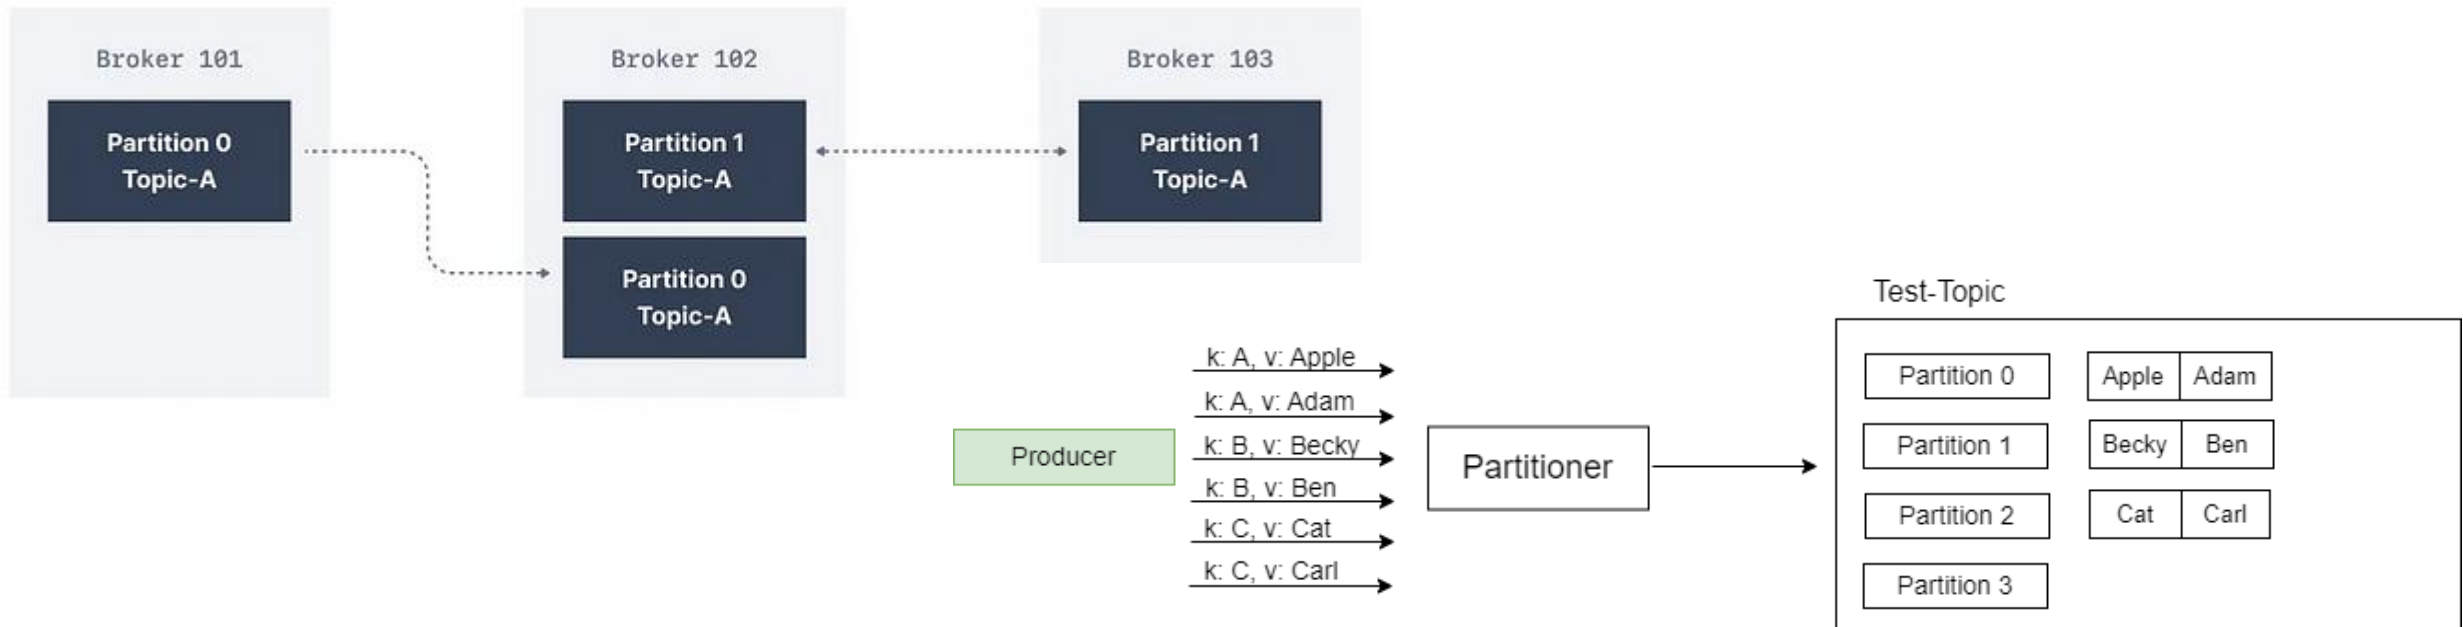 Broker 101
Partition 0
Topic-A
Broker 102
Partition 1
Topic-A
Partition 0
Topic-A
Broker 103
Partition 1
Topic-A
Producer
k: A, v: Apple
k: A, v: Adam
k: B, v: Becky
k: B, v: Ben
k: C, v: Cat
k: C, v: Carl
Partitioner
Test-Topic
Partition 0 Apple Adam
Partition 1 Becky Ben
Partition 2 Cat Carl
Partition 3